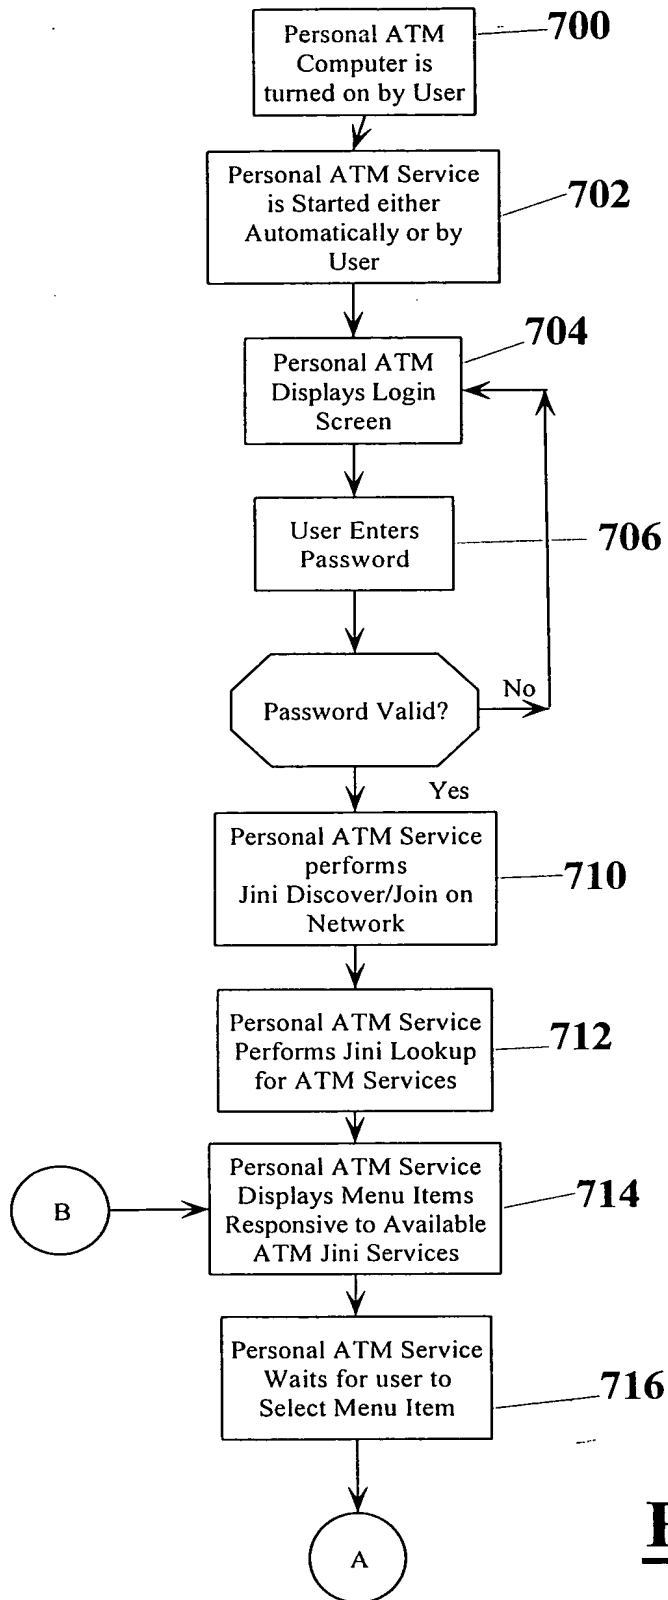 Personal ATM
Computer is
turned on by User
700
Personal ATM Service
is Started either
Automatically or by
User
702
Personal ATM
Displays Login
Screen
704
User Enters
Password
706
Password Valid?
No
Yes
Personal ATM Service
performs
Jini Discover/Join on
Network
710
Personal ATM Service
Performs Jini Lookup
for ATM Services
712
B
Personal ATM Service
Displays Menu Items
Responsive to Available
ATM Jini Services
714
Personal ATM Service
Waits for user to
Select Menu Item
716
A